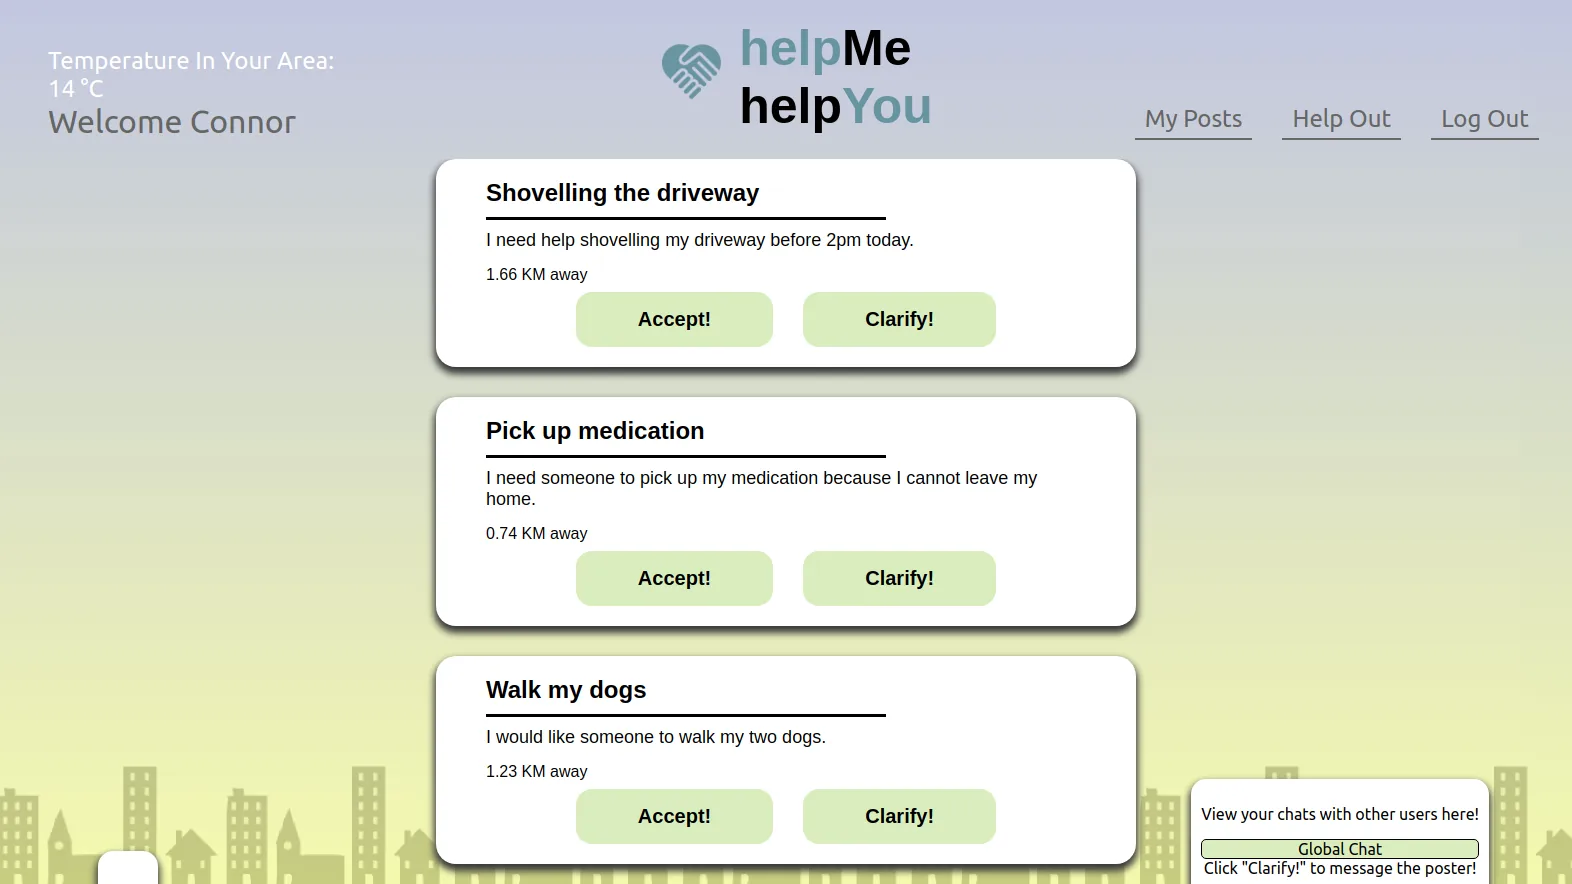 Temperature In Your Area:
14 °C
Welcome Connor
helpMe
helpYou
My Posts
Help Out
Log Out
Shovelling the driveway
I need help shovelling my driveway before 2pm today.
1.66 KM away
Accept!
Clarify!
Pick up medication
I need someone to pick up my medication because I cannot leave my
home.
0.74 KM away
Accept!
Clarify!
Walk my dogs
I would like someone to walk my two dogs.
1.23 KM away
Accept!
Clarify!
View your chats with other users here!
Global Chat
Click "Clarify!" to message the poster!